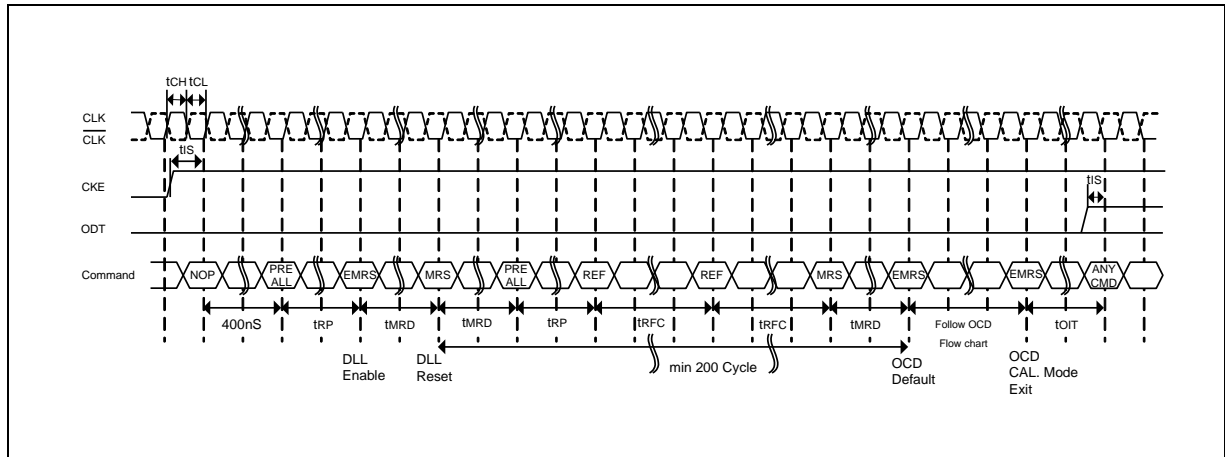 tCH tCL
CLK
CLK
tIS
CKE
tIS
ODT
Command
NOP
PRE
ALL
EMRS
MRS
PRE
ALL
REF
REF
MRS
EMRS
EMRS
ANY
CMD
400nS
tRP
tMRD
tMRD
tRP
tRFC
tRFC
tMRD
Follow OCD
Flow chart
tOIT
DLL
Enable
DLL
Reset
min 200 Cycle
OCD
Default
OCD
CAL. Mode
Exit